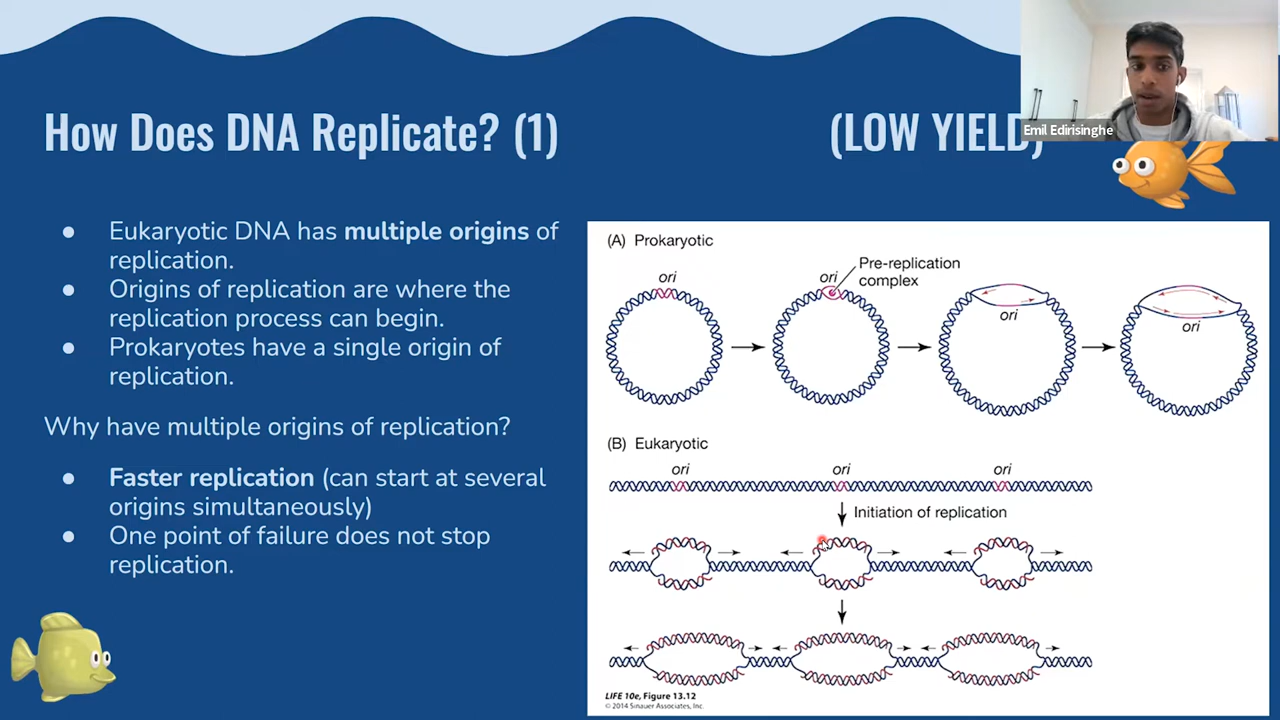 How Does DNA Replicate? (1)
(LOW YIELD)
Emil Edirisinghe
● Eukaryotic DNA has multiple origins of
replication.
● Origins of replication are where the
replication process can begin.
● Prokaryotes have a single origin of
replication.
Why have multiple origins of replication?
● Faster replication (can start at several
origins simultaneously)
● One point of failure does not stop
replication.
(A) Prokaryotic
ori
ori
Pre-replication
complex
ori
ori
(B) Eukaryotic
ori
ori
ori
Initiation of replication
LIFE 10e, Figure 13.12
© 2014 Sinauer Associates, Inc.